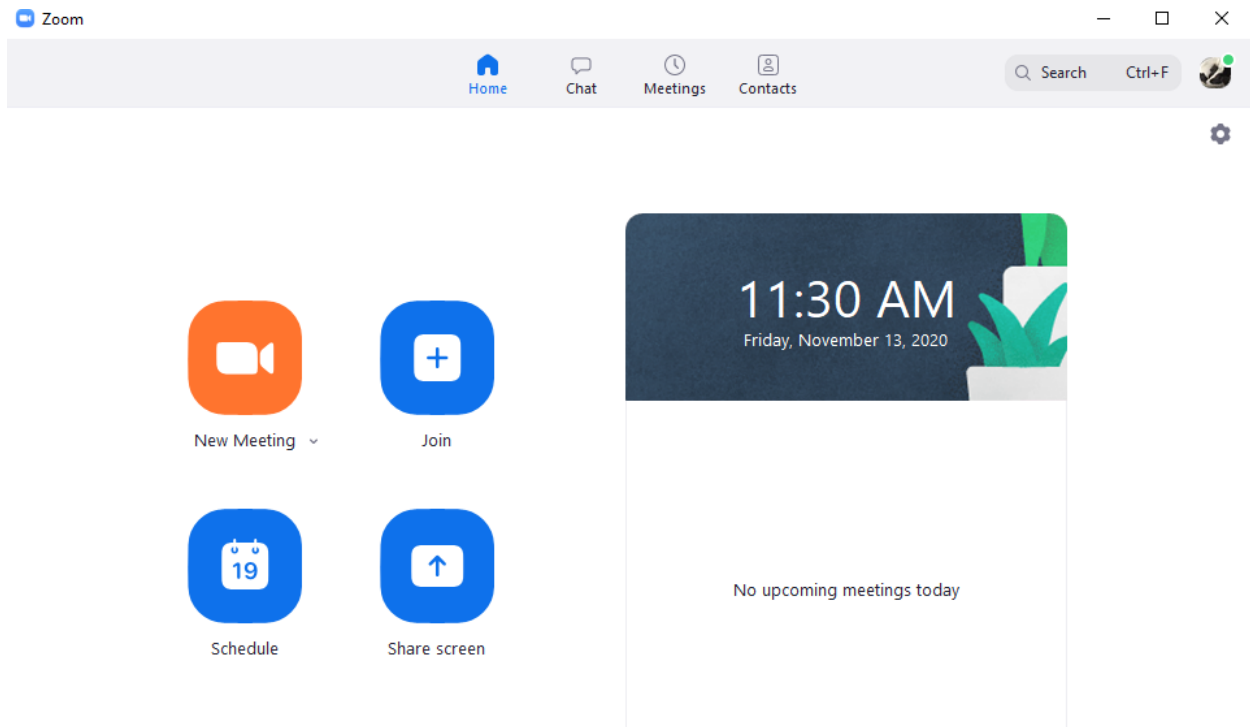 Zoom
Home Chat Meetings Contacts Search Ctrl+F
11:30 AM
Friday, November 13, 2020
New Meeting Join
19
Schedule Share screen
No upcoming meetings today